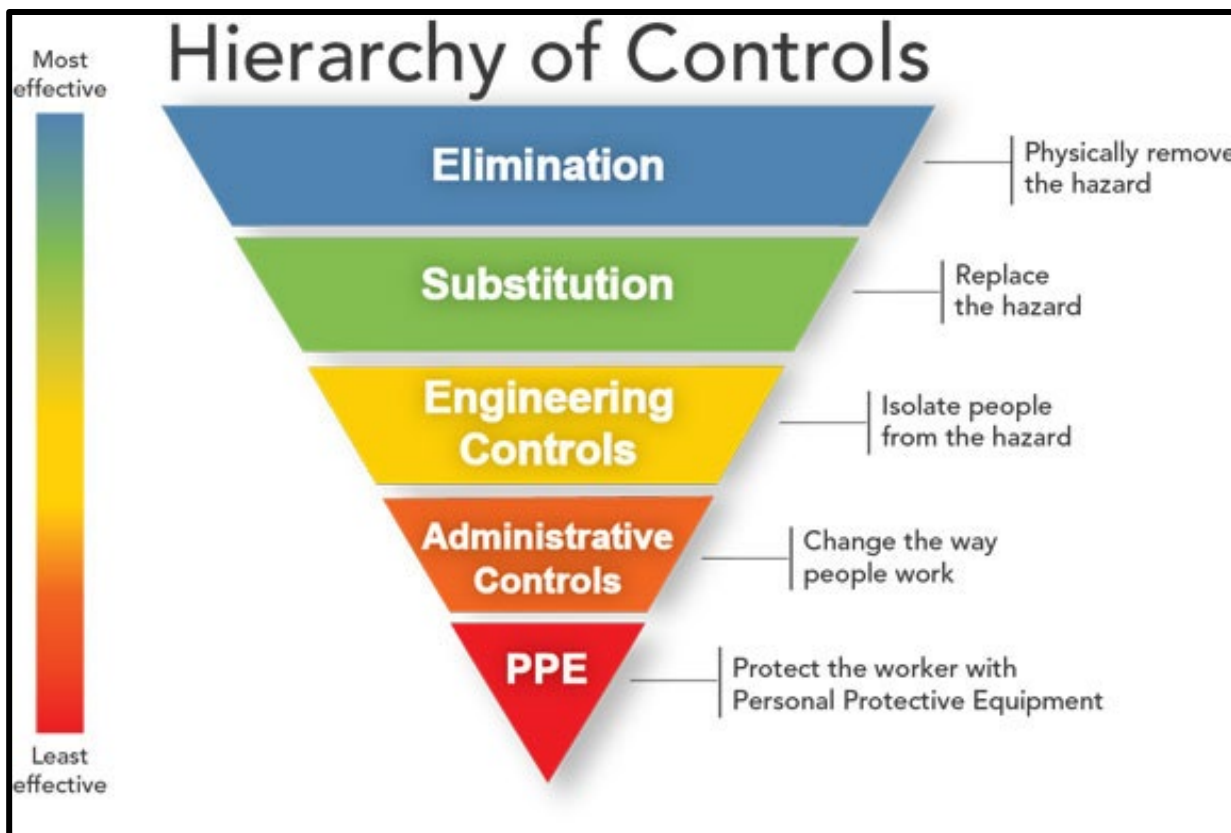 Hierarchy of Controls
Most
effective
Elimination
Physically remove
the hazard
Substitution
Replace
the hazard
Engineering
Controls
Isolate people
from the hazard
Administrative
Controls
Change the way
people work
PPE
Protect the worker with
Personal Protective Equipment
Least
effective